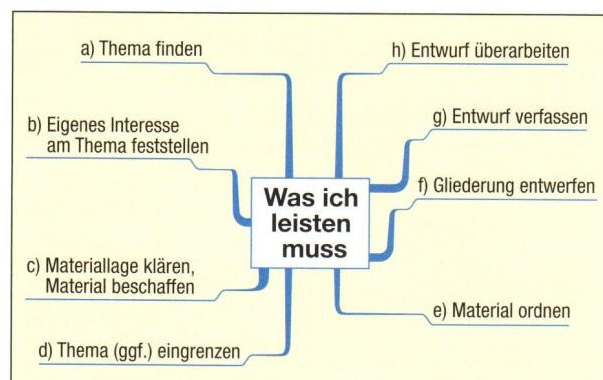 a) Thema finden
b) Eigenes Interesse
am Thema feststellen
c) Materiallage klären,
Material beschaffen
d) Thema (ggf.) eingrenzen
Was ich
leisten
muss
h) Entwurf überarbeiten
g) Entwurf verfassen
f) Gliederung entwerfen
e) Material ordnen